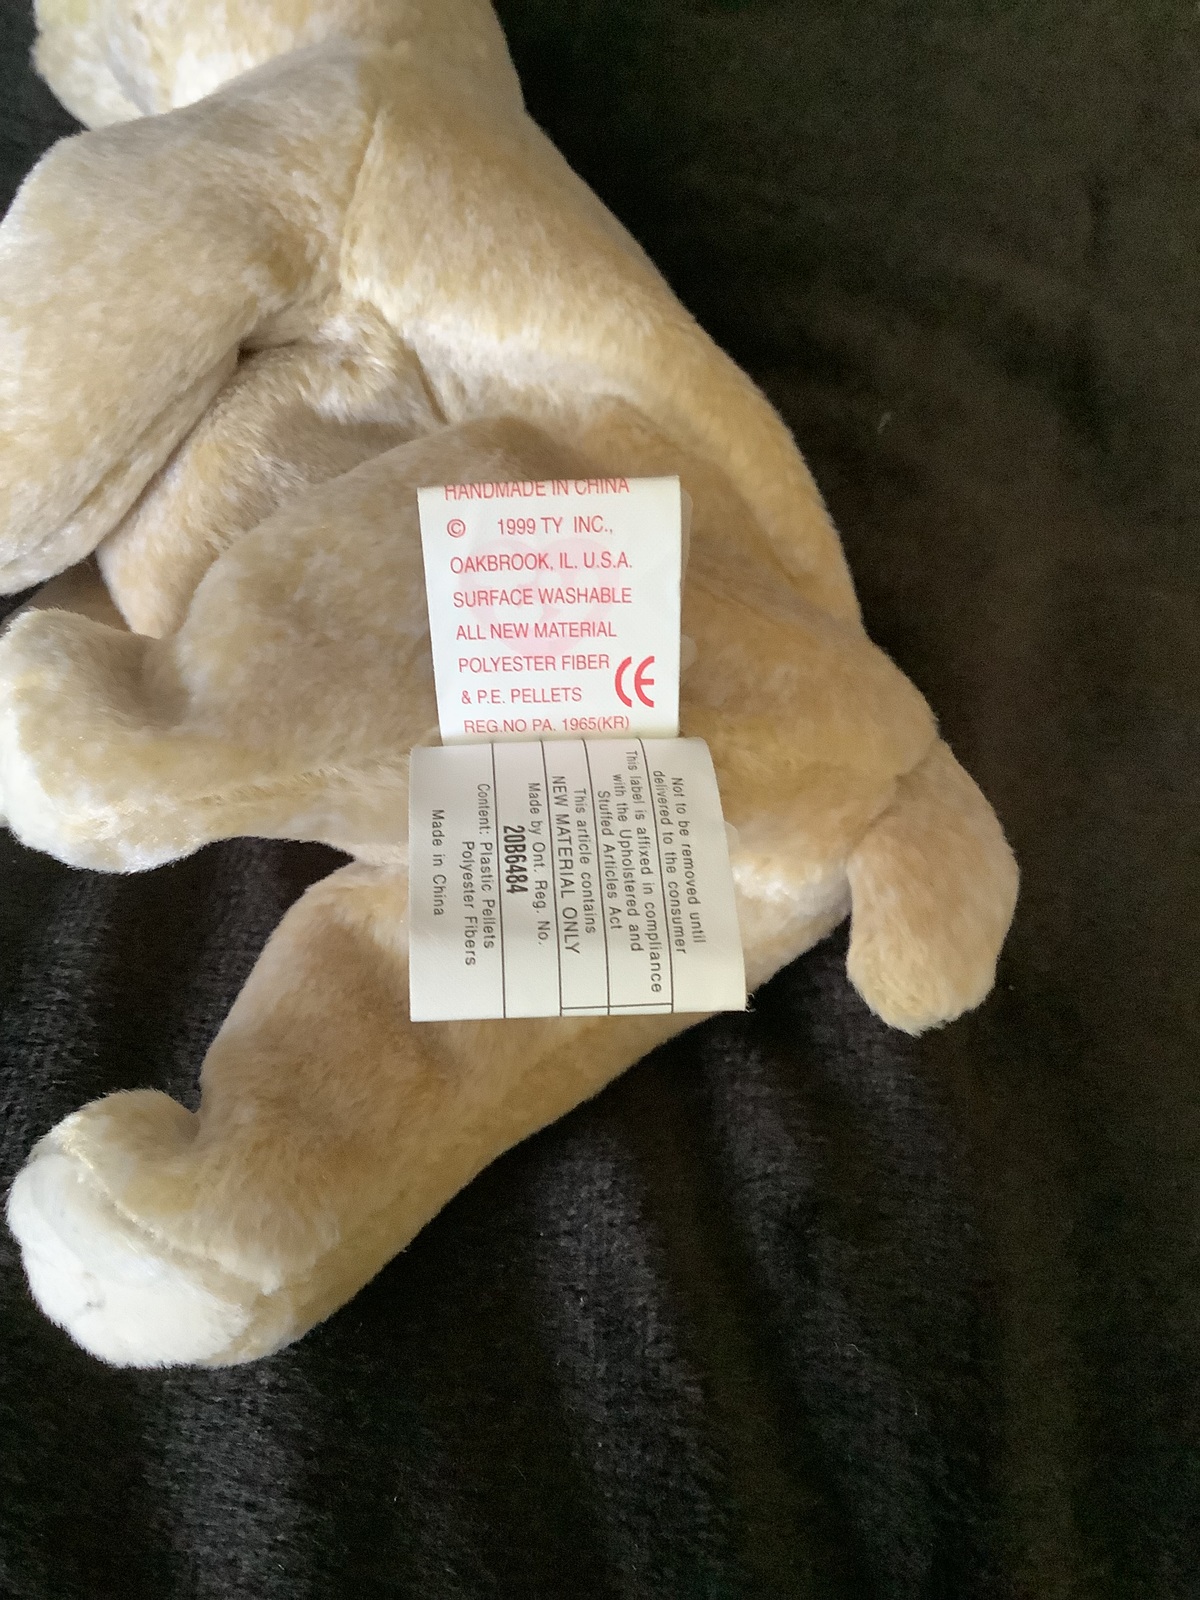 HANDMADE IN CHINA
© 1999 TY INC.,
OAKBROOK, IL. U.S.A.
SURFACE WASHABLE
ALL NEW MATERIAL
POLYESTER FIBER
& P.E. PELLETS CE
REG.NO PA. 1965(KR)
Not to be removed until
delivered to the consumer
This label is affixed in compliance
with the Upholstered and
Stuffed Articles Act
This article contains
NEW MATERIAL ONLY
Made by Ont. Reg. No.
20B6484
Content: Plastic Pellets
Polyester Fibers
Made in China